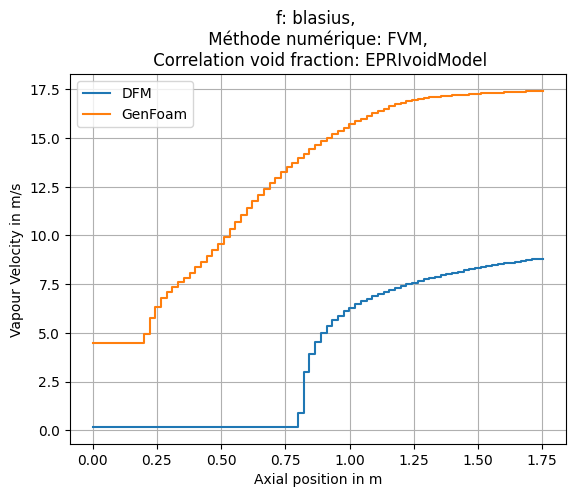 f: blasius,
Méthode numérique: FVM,
Correlation void fraction: EPRIvoidModel
DFM
GenFoam
Vapour Velocity in m/s
17.5
15.0
12.5
10.0
7.5
5.0
2.5
0.0
0.00 0.25 0.50 0.75 1.00 1.25 1.50 1.75
Axial position in m